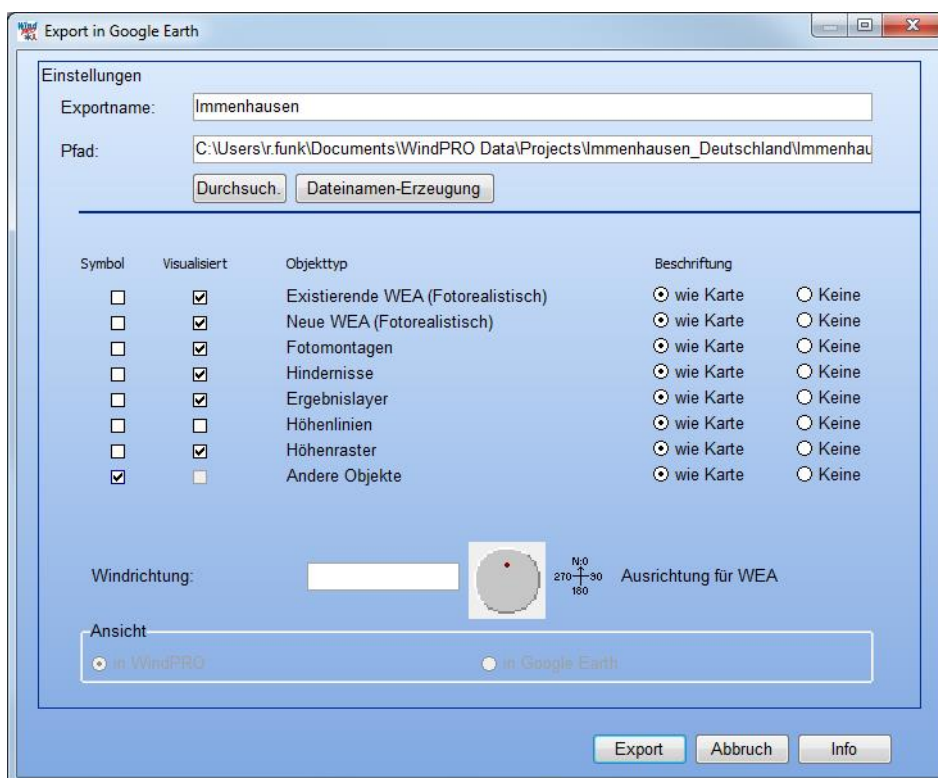 Export in Google Earth
Einstellungen
Exportname: Immenhausen
Pfad: C:\Users\r.funk\Documents\WindPRO Data\Projects\Immenhausen_Deutschland\Immenhau
Durchsuch. Dateinamen-Erzeugung
Symbol Visualisiert Objekttyp Beschriftung
Existierende WEA (Fotorealistisch) wie Karte Keine
Neue WEA (Fotorealistisch) wie Karte Keine
Fotomontagen wie Karte Keine
Hindernisse wie Karte Keine
Ergebnislayer wie Karte Keine
Höhenlinien wie Karte Keine
Höhenraster wie Karte Keine
Andere Objekte wie Karte Keine
N:0
Windrichtung: 270 90 Ausrichtung für WEA
180
Ansicht
in WindPRO in Google Earth
Export Abbruch Info